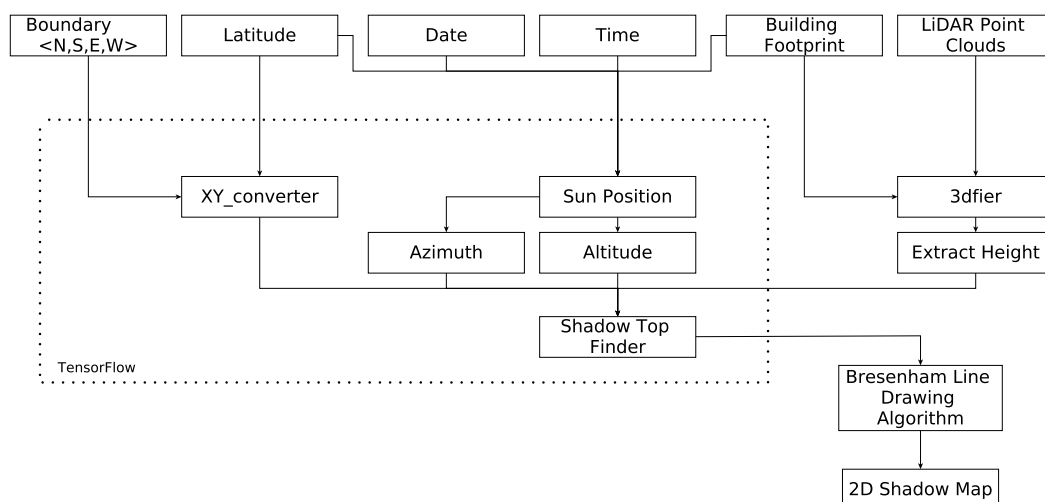 Boundary
<N,S,E,W>
Latitude
Date
Time
Building
Footprint
LiDAR Point
Clouds
XY_converter
Sun Position
3dfier
Azimuth
Altitude
Extract Height
Shadow Top
Finder
TensorFlow
Bresenham Line
Drawing
Algorithm
2D Shadow Map